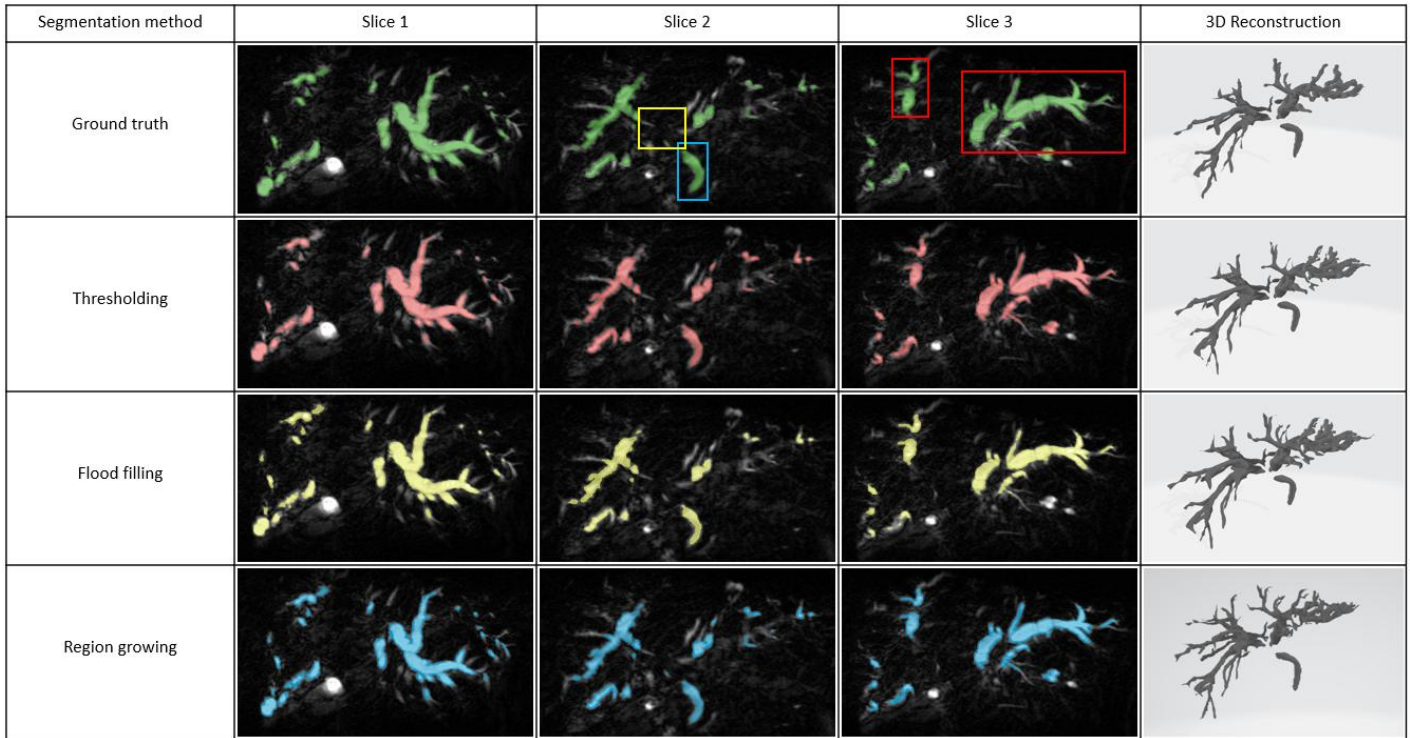 Segmentation method
Slice 1
Slice 2
Slice 3
3D Reconstruction
Ground truth
Thresholding
Flood filling
Region growing